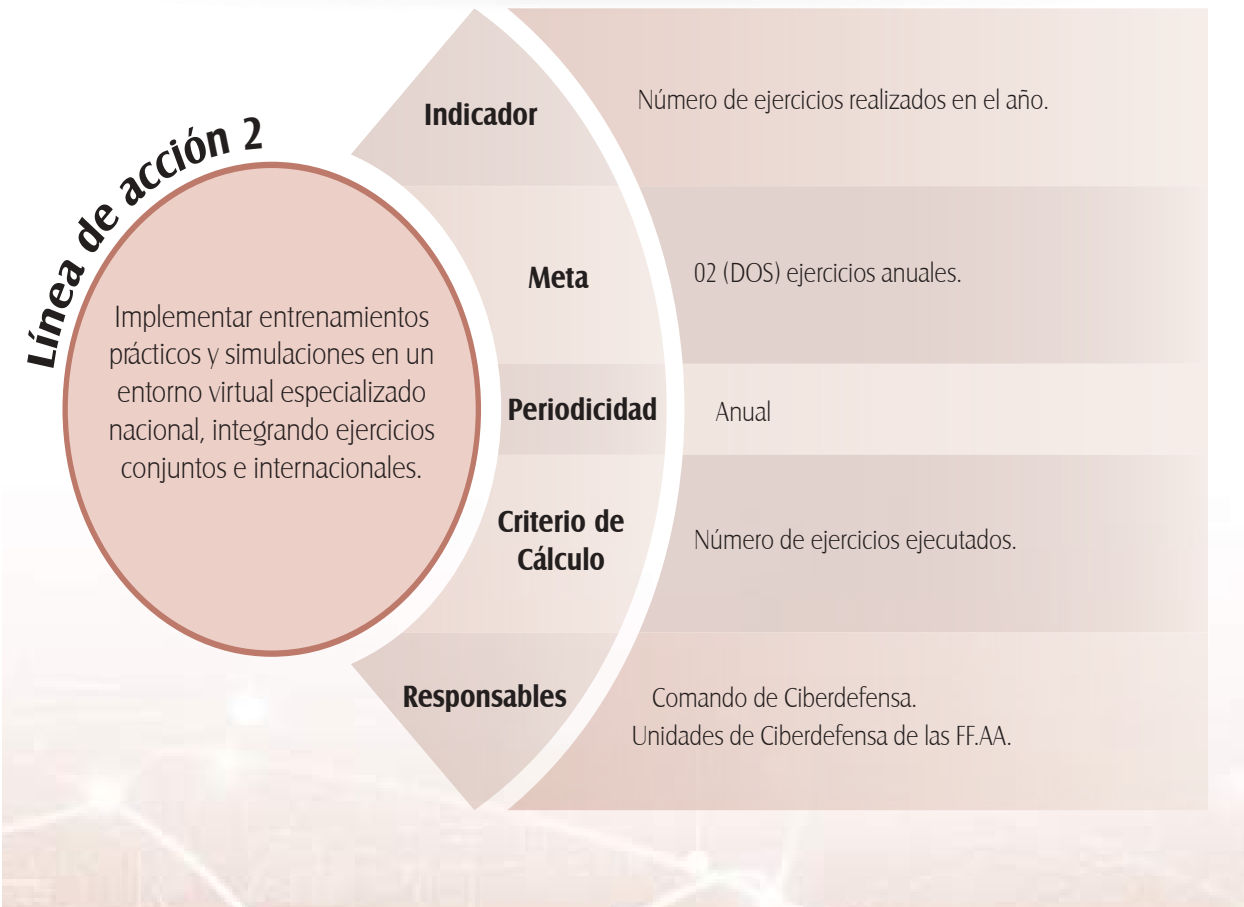 Línea de acción 2
Implementar entrenamientos
prácticos y simulaciones en un
entorno virtual especializado
nacional, integrando ejercicios
conjuntos e internacionales.
Indicador
Número de ejercicios realizados en el año.
Meta
02 (DOS) ejercicios anuales.
Periodicidad
Anual
Criterio de
Cálculo
Número de ejercicios ejecutados.
Responsables
Comando de Ciberdefensa.
Unidades de Ciberdefensa de las FF.AA.